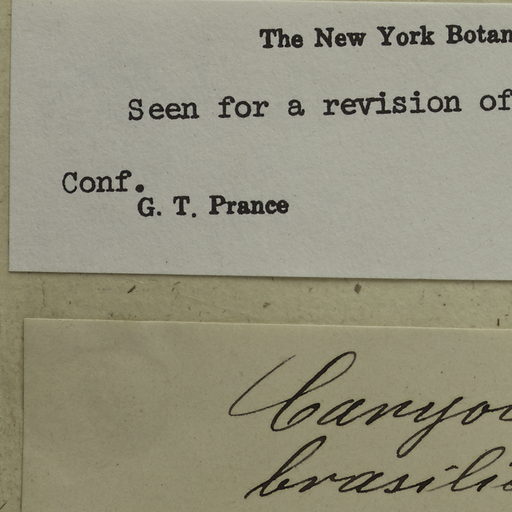 The New York Botan
Seen for a revision of
Conf.
G. T. Prance
Caryo
brasili